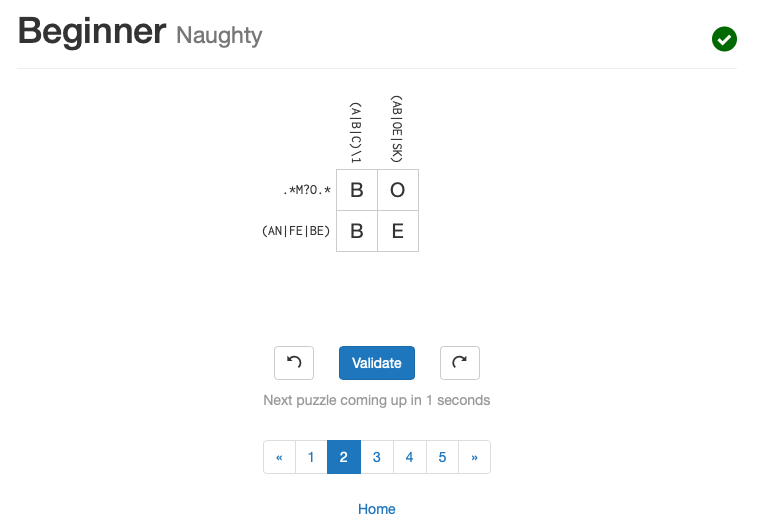 Beginner Naughty
(A|B|C)\1
(AB|OE|SK)
.*M?O.*
B O
(AN|FE|BE)
B E
Validate
Next puzzle coming up in 1 seconds
« 1 2 3 4 5 »
Home